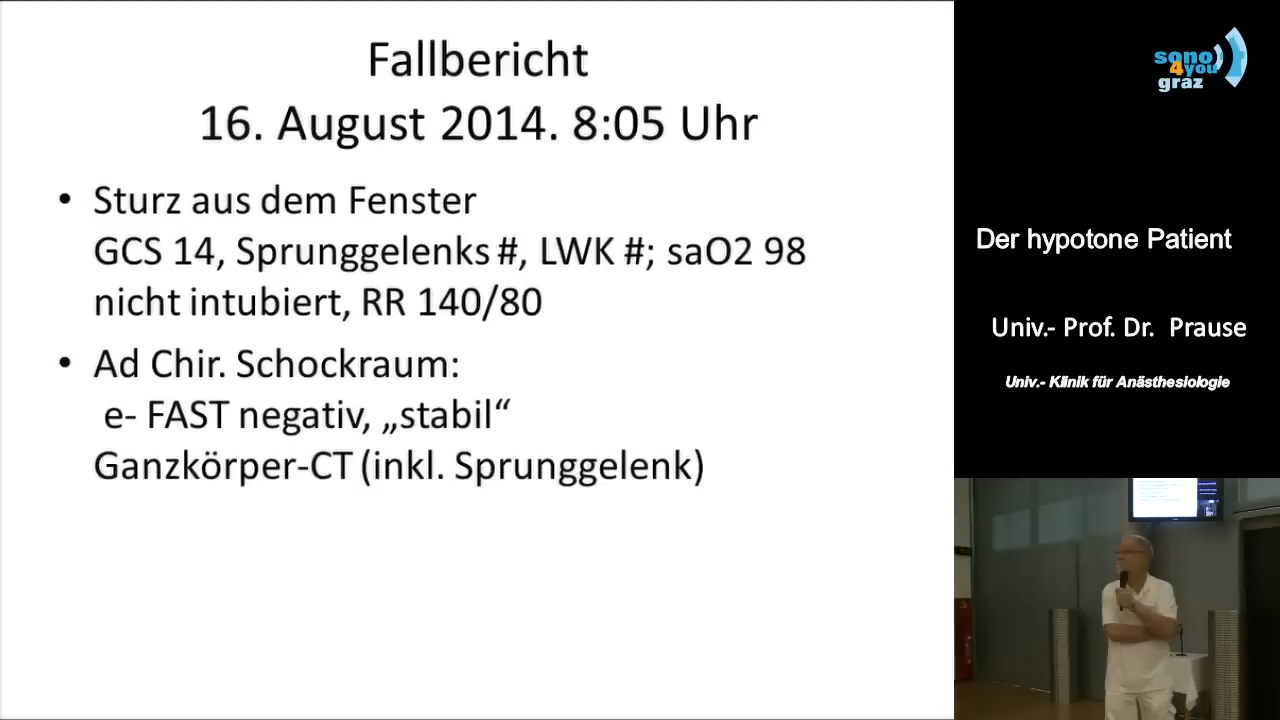 Fallbericht
16. August 2014. 8:05 Uhr
• Sturz aus dem Fenster
GCS 14, Sprunggelenks #, LWK #; saO2 98
nicht intubiert, RR 140/80
• Ad Chir. Schockraum:
e- FAST negativ, „stabil“
Ganzkörper-CT (inkl. Sprunggelenk)
sono
4you
graz
Der hypotone Patient
Univ.- Prof. Dr. Prause
Univ.- Klinik für Anästhesiologie